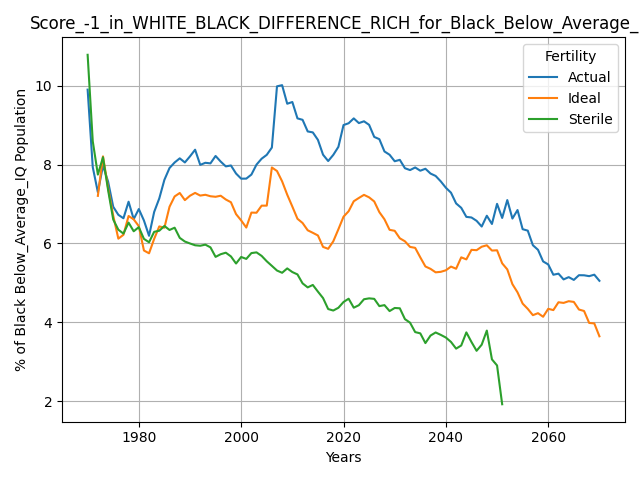 Score_-1_in_WHITE_BLACK_DIFFERENCE_RICH_for_Black_Below_Average_
Fertility
Actual
Ideal
Sterile
% of Black Below_Average_IQ Population
10
8
6
4
2
1980 2000 2020 2040 2060
Years